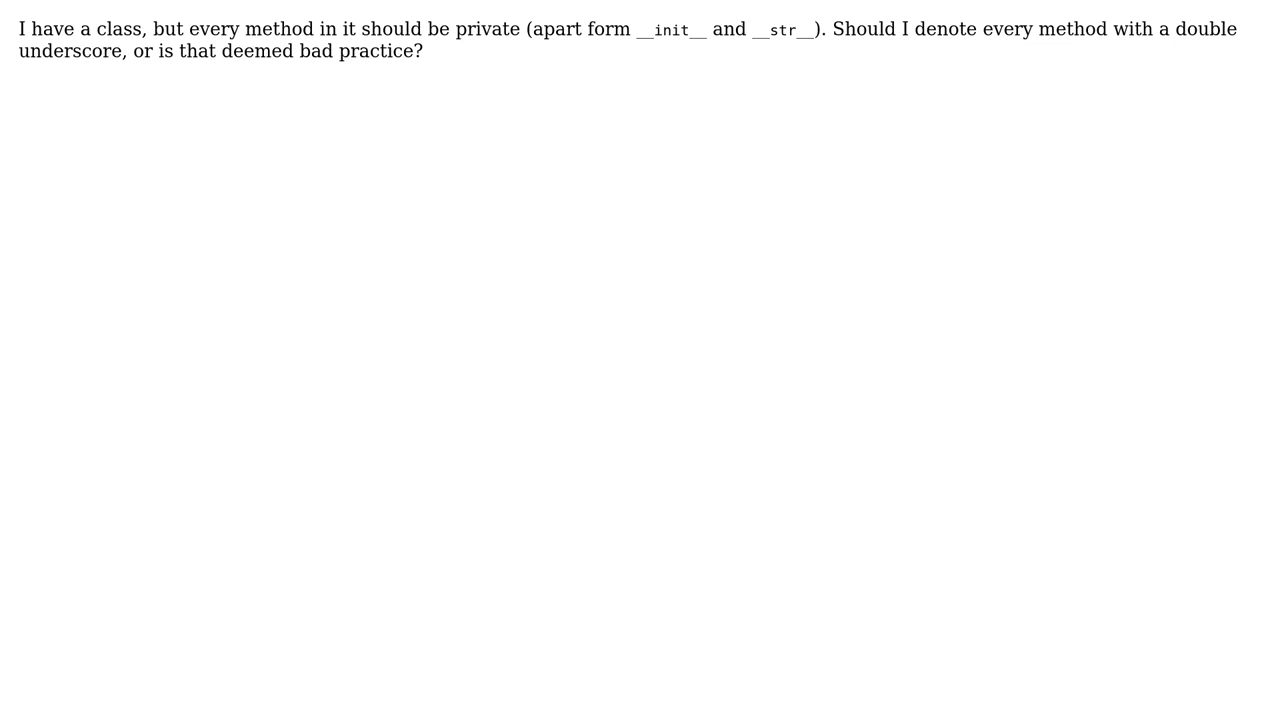 I have a class, but every method in it should be private (apart form __init__ and __str__). Should I denote every method with a double
underscore, or is that deemed bad practice?